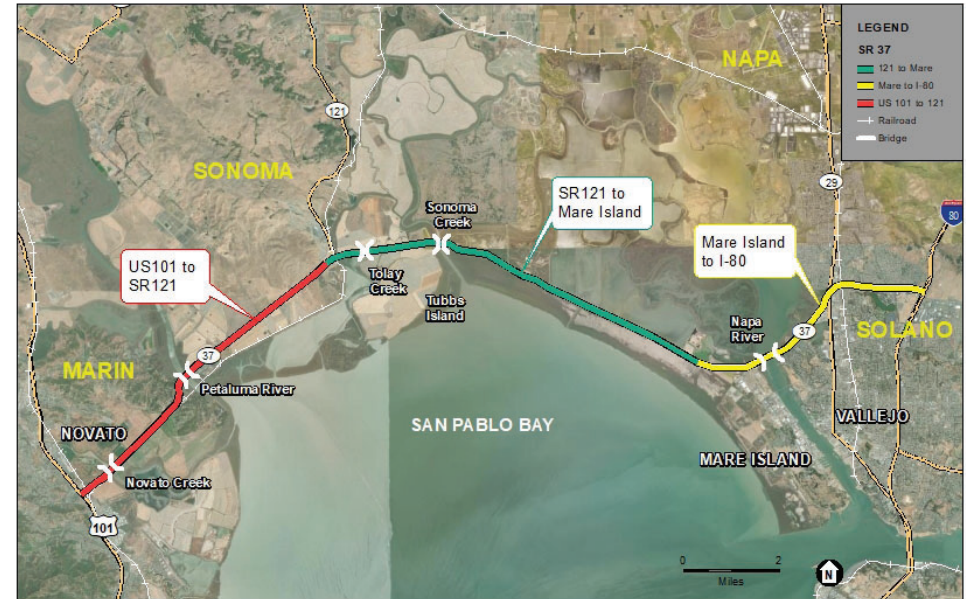 LEGEND
SR 37
121 to Mare
Mare to I-80
US 101 to 121
Railroad
Bridge
NAPA
121
SONOMA
29
80
SR121 to
Mare Island
Sonoma
Creek
Mare Island
to I-80
US101 to
SR121
Tolay
Creek
Tubbs
Island
Napa
River
37
SOLANO
37
MARIN
Petaluma River
SAN PABLO BAY
VALLEJO
NOVATO
MARE ISLAND
Novato Creek
101
0 2
Miles
N